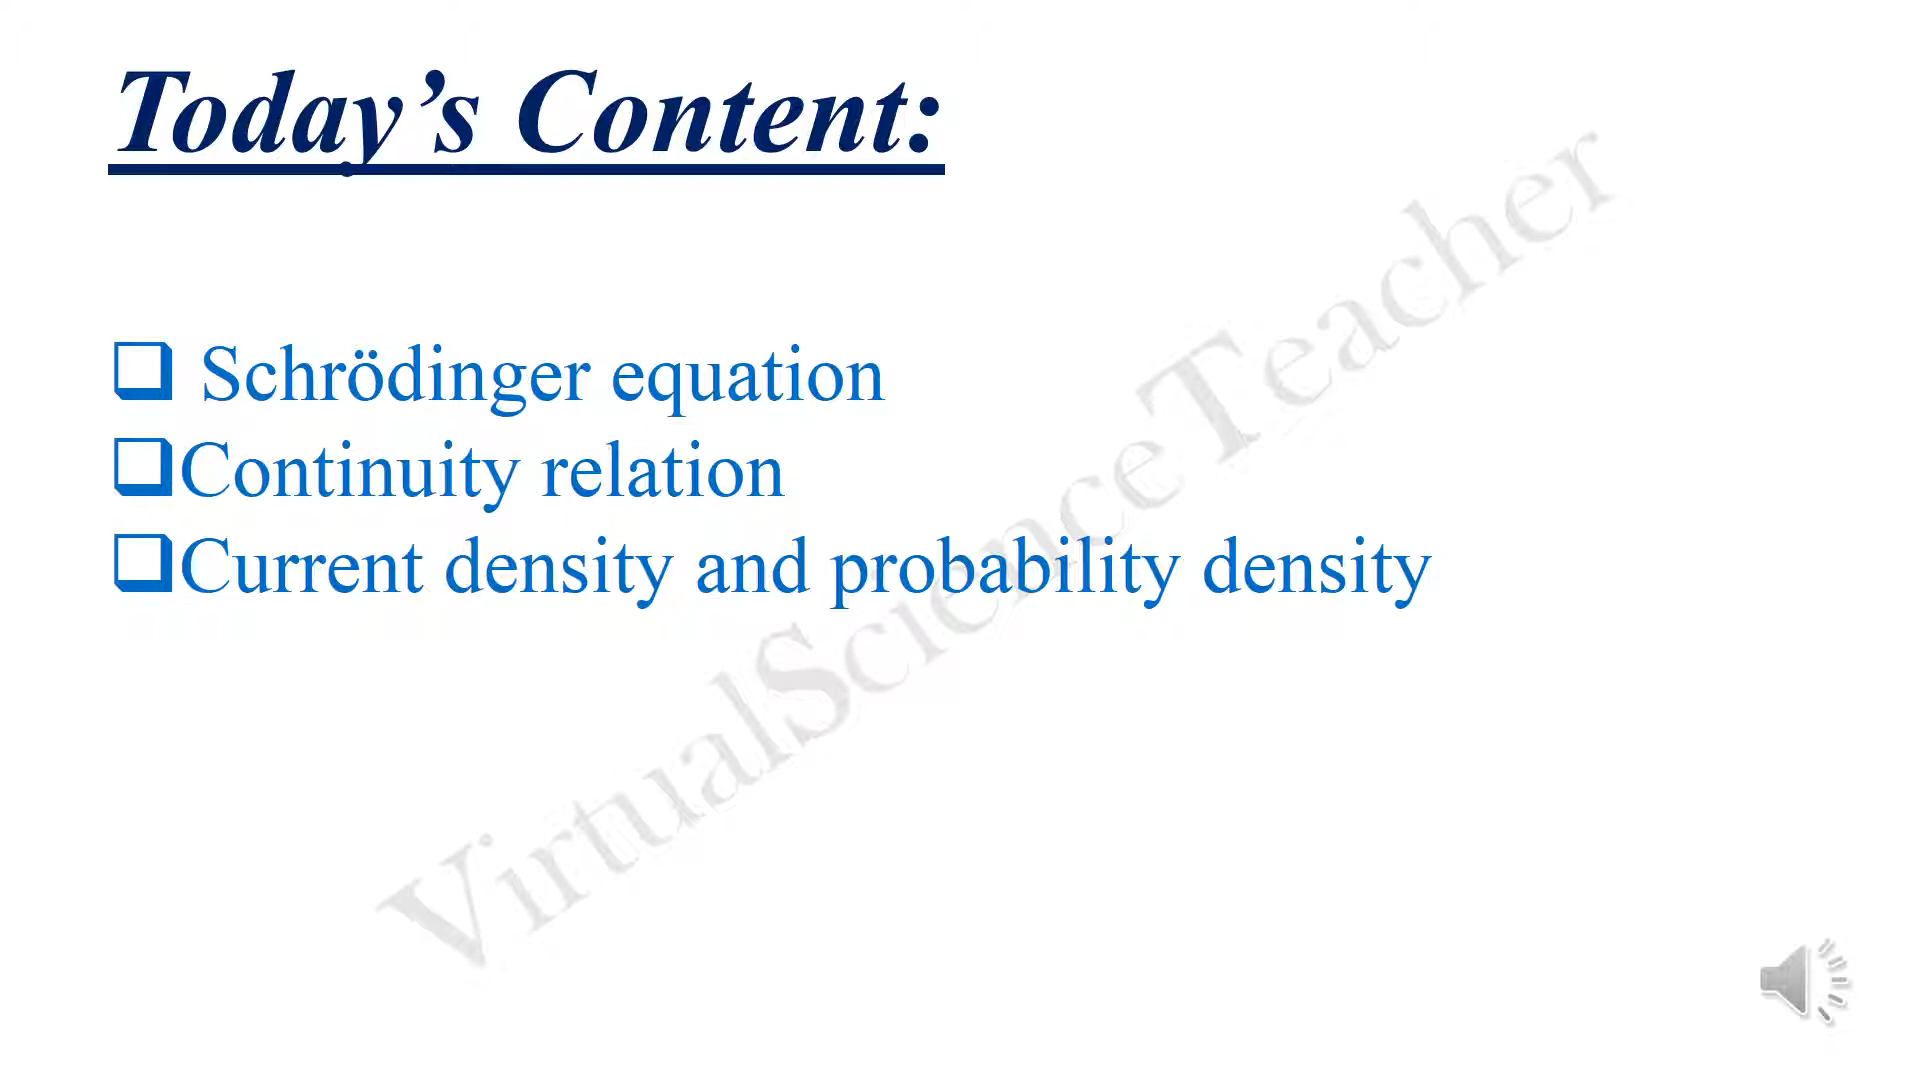 Today’s Content:
Schrödinger equation
Continuity relation
Current density and probability density
VirtualScienceTeacher